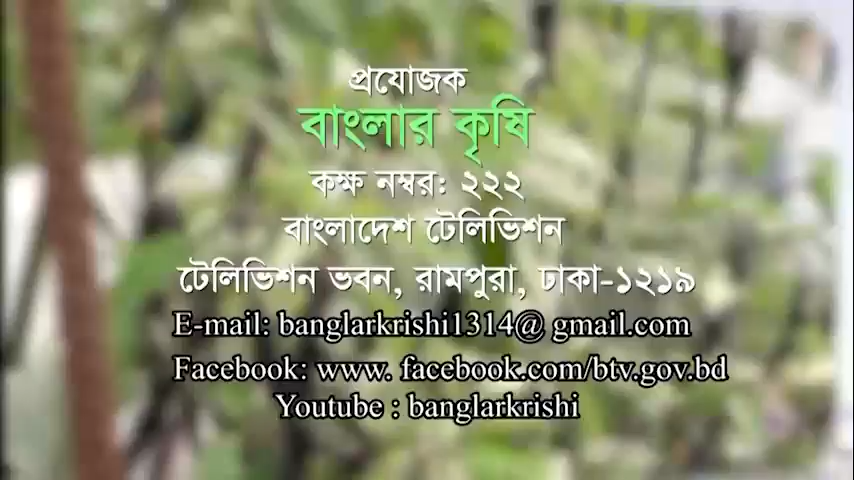 প্রযোজক
বাংলার কৃষি
কক্ষ নম্বর: ২২২
বাংলাদেশ টেলিভিশন
টেলিভিশন ভবন, রামপুরা, ঢাকা-১২১৯
E-mail: banglarkrishi1314@ gmail.com
Facebook: www. facebook.com/btv.gov.bd
Youtube : banglarkrishi